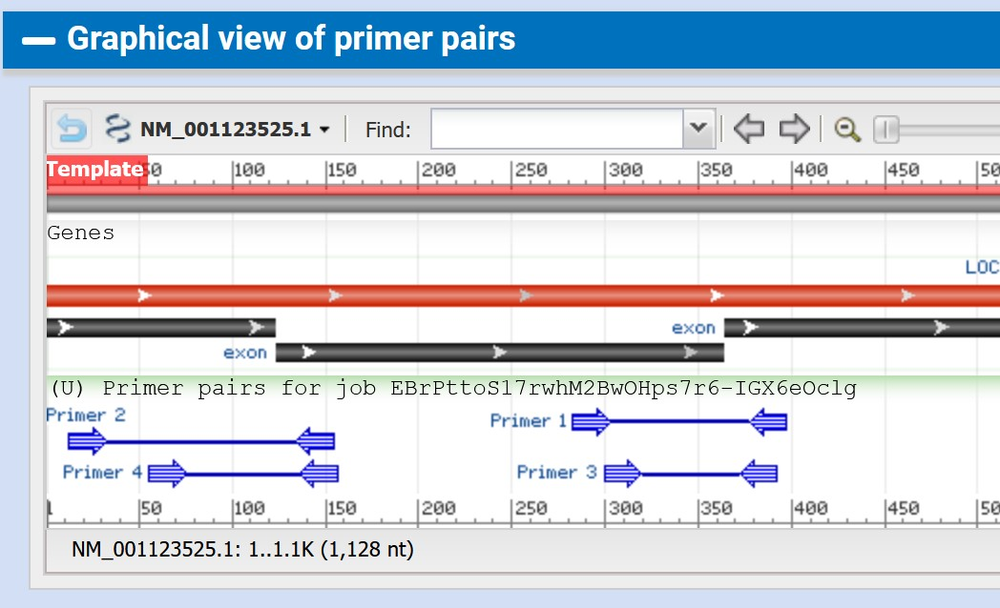 Graphical view of primer pairs
NM_001123525.1 Find:
Template 50 100 150 200 250 300 350 400 450 50
Genes
LOC
exon
exon
(U) Primer pairs for job EBrPttoS17rwhM2BwOHps7r6-IGX6eOclg
Primer 2
Primer 1
Primer 4
Primer 3
1 50 100 150 200 250 300 350 400 450 50
NM_001123525.1: 1..1.1K (1,128 nt)